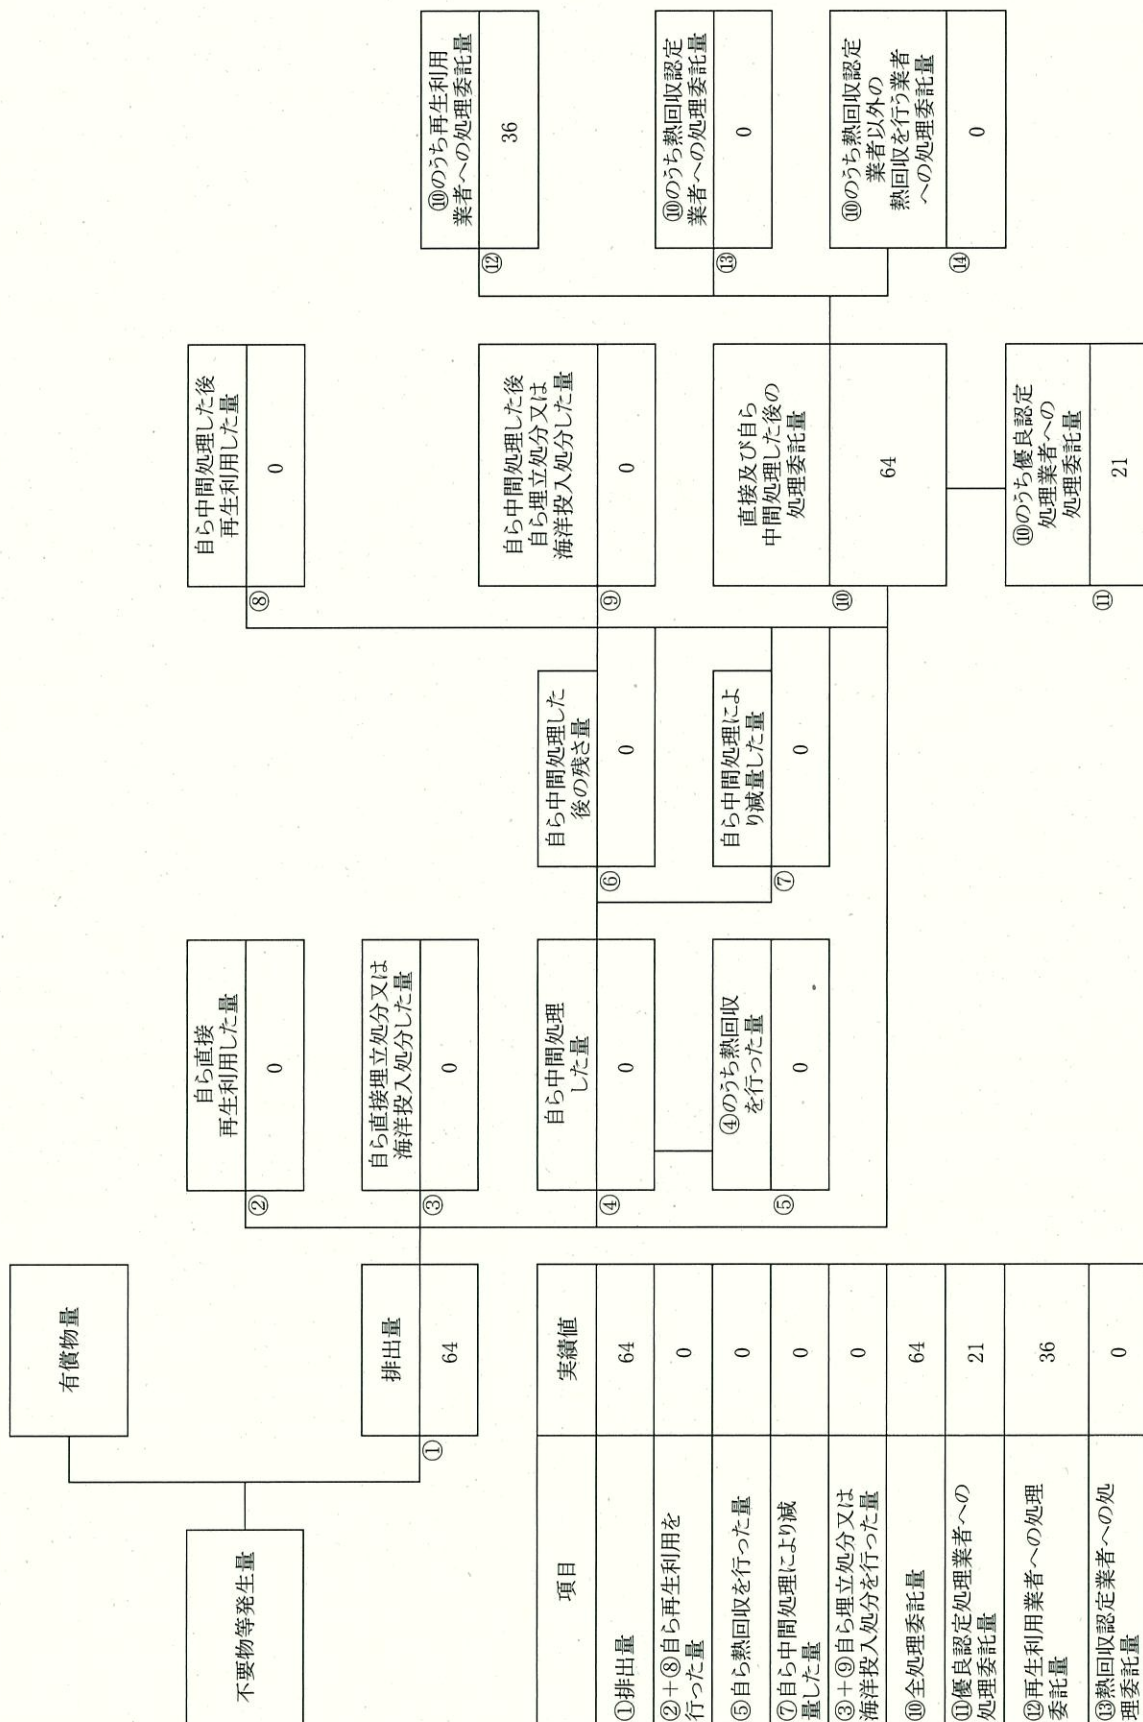 不要物等発生量
有償物量
①
排出量
64
②
自ら直接
再生利用した量
0
③
自ら直接埋立処分又は
海洋投入処分した量
0
④
自ら中間処理
した量
0
⑤
④のうち熱回収
を行った量
0
⑥
自ら中間処理した
後の残さ量
0
⑦
自ら中間処理によ
り減量した量
0
⑧
自ら中間処理した後
再生利用した量
0
⑨
自ら中間処理した後
自ら埋立処分又は
海洋投入処分した量
0
⑩
直接及び自ら
中間処理した後の
処理委託量
64
⑪
⑩のうち優良認定
処理業者への
処理委託量
21
⑫
⑩のうち再生利用
業者への処理委託量
36
⑬
⑩のうち熱回収認定
業者への処理委託量
0
⑭
⑩のうち熱回収認定
業者以外の
熱回収を行う業者
への処理委託量
0
項目 実績値
①排出量 64
②+⑧自ら再生利用を
行った量 0
⑤自ら熱回収を行った量 0
⑦自ら中間処理により減
量した量 0
③+⑨自ら埋立処分又は
海洋投入処分を行った量 0
⑩全処理委託量 64
⑪優良認定処理業者への
処理委託量 21
⑫再生利用業者への処理
委託量 36
⑬熱回収認定業者への処
理委託量 0